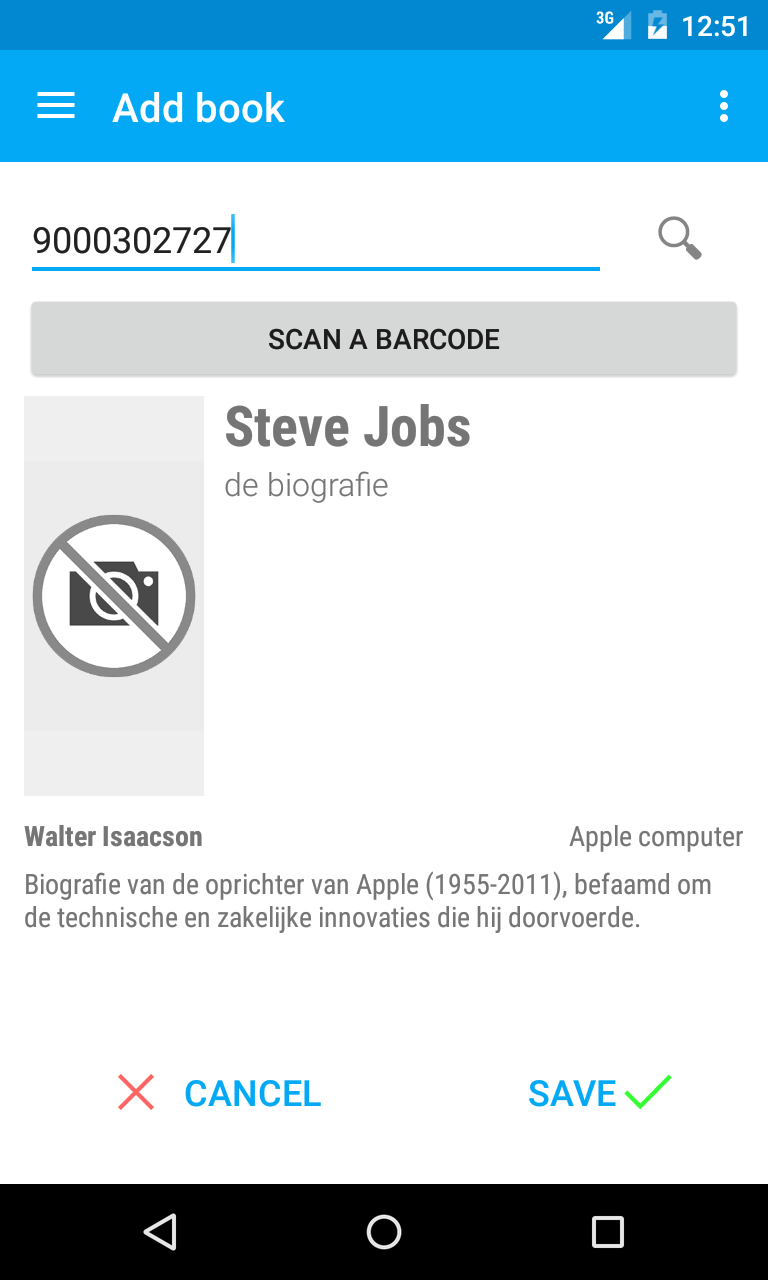 3G 12:51
Add book
9000302727
SCAN A BARCODE
Steve Jobs
de biografie
Walter Isaacson Apple computer
Biografie van de oprichter van Apple (1955-2011), befaamd om
de technische en zakelijke innovaties die hij doorvoerde.
CANCEL SAVE